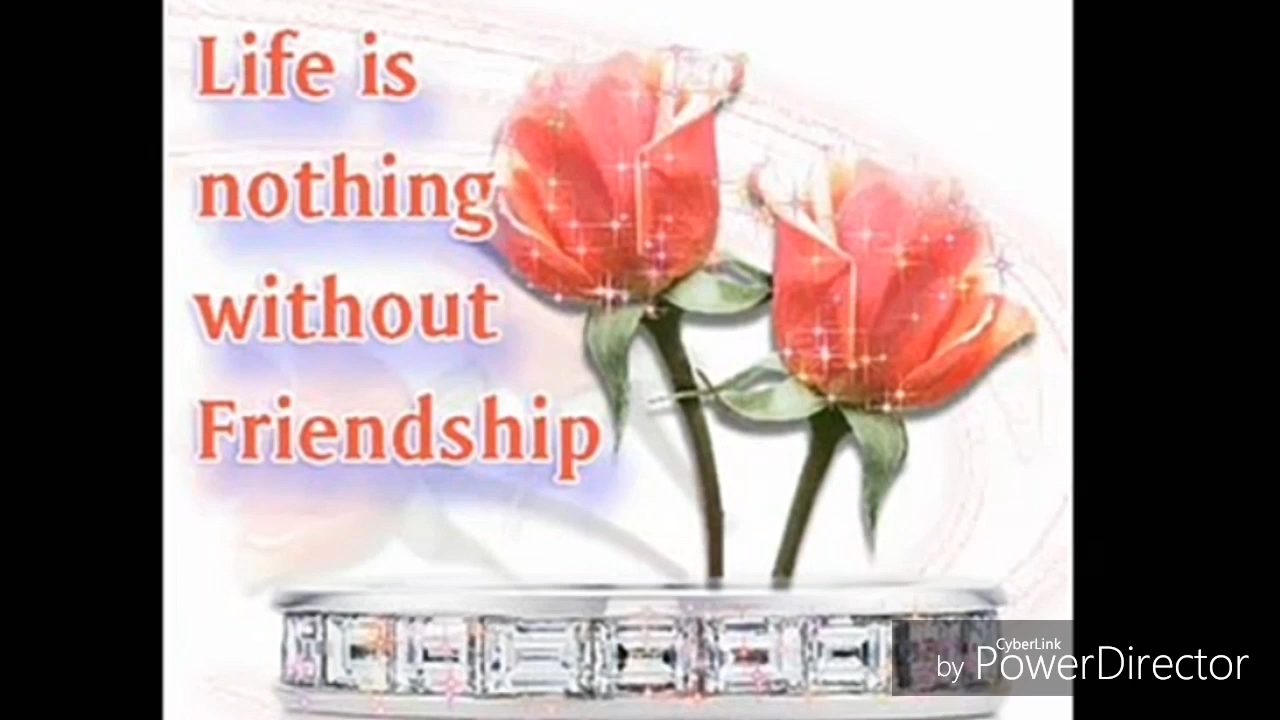 Life is
nothing
without
Friendship
CyberLink
by PowerDirector